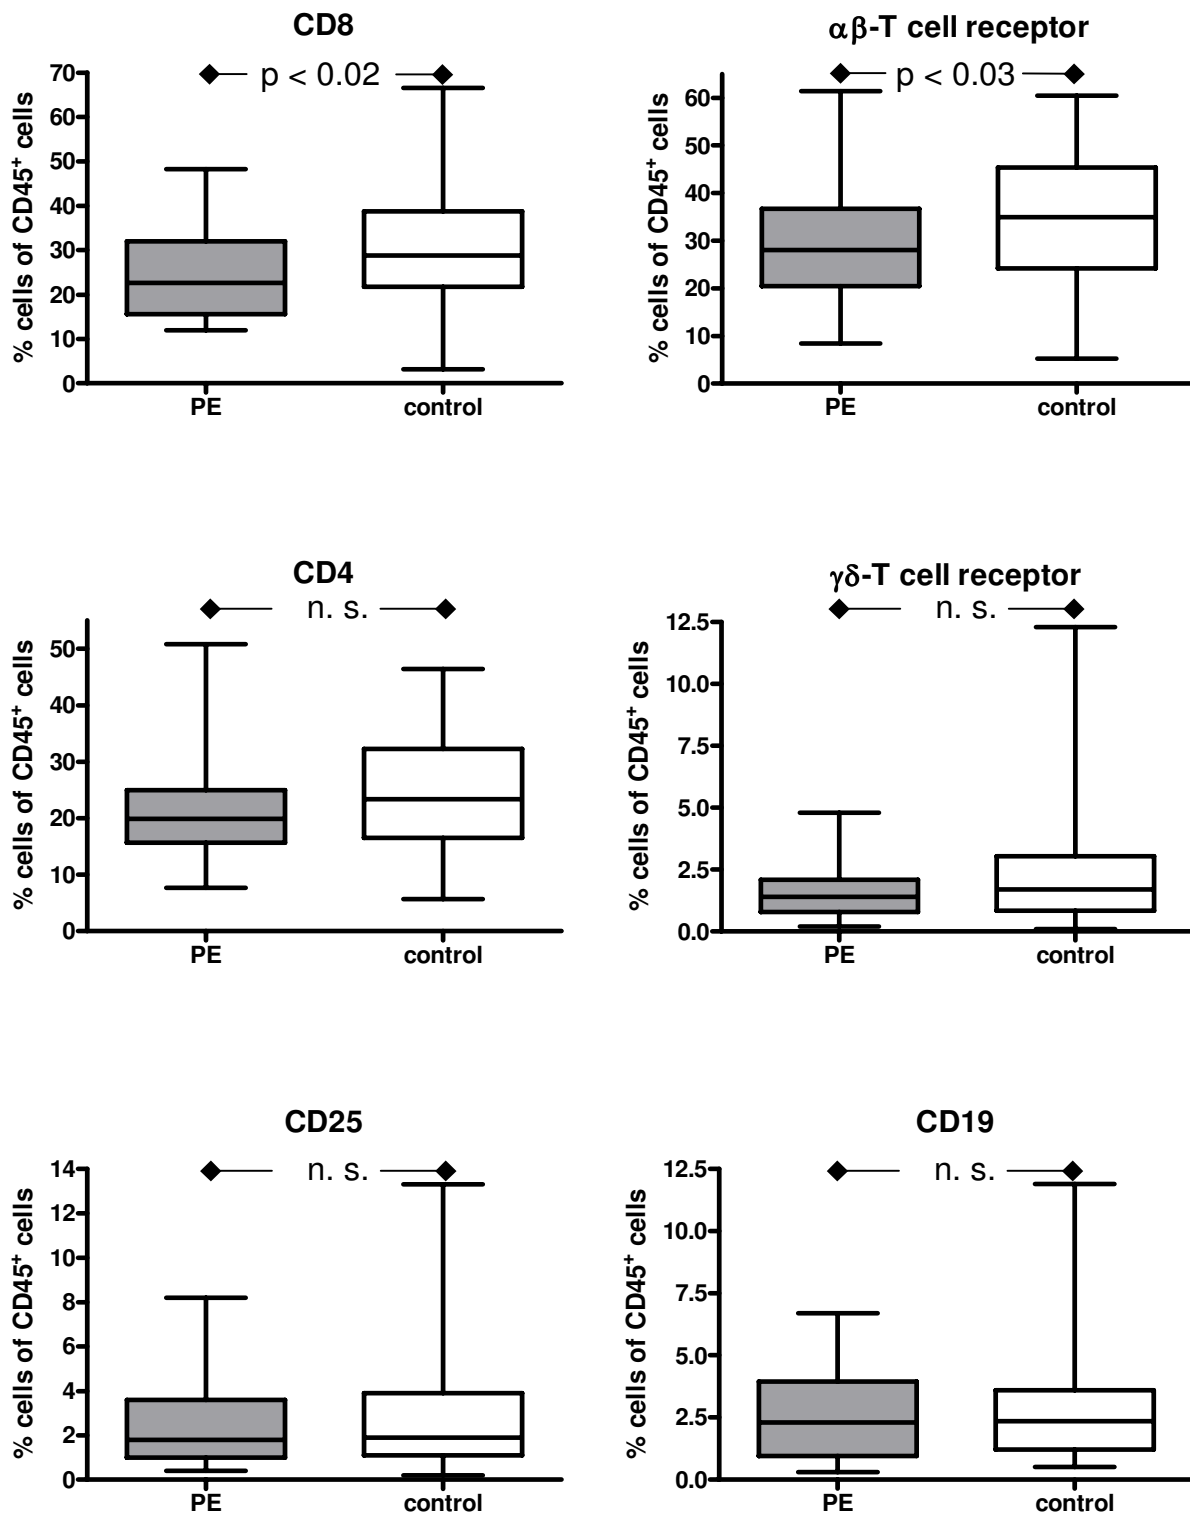 CD8
p < 0.02
% cells of CD45+ cells
70
60
50
40
30
20
10
0
PE control
αβ-T cell receptor
p < 0.03
% cells of CD45+ cells
60
50
40
30
20
10
0
PE control
CD4
n. s.
% cells of CD45+ cells
50
40
30
20
10
0
PE control
γδ-T cell receptor
n. s.
% cells of CD45+ cells
12.5
10.0
7.5
5.0
2.5
0.0
PE control
CD25
n. s.
% cells of CD45+ cells
14
12
10
8
6
4
2
0
PE control
CD19
n. s.
% cells of CD45+ cells
12.5
10.0
7.5
5.0
2.5
0.0
PE control